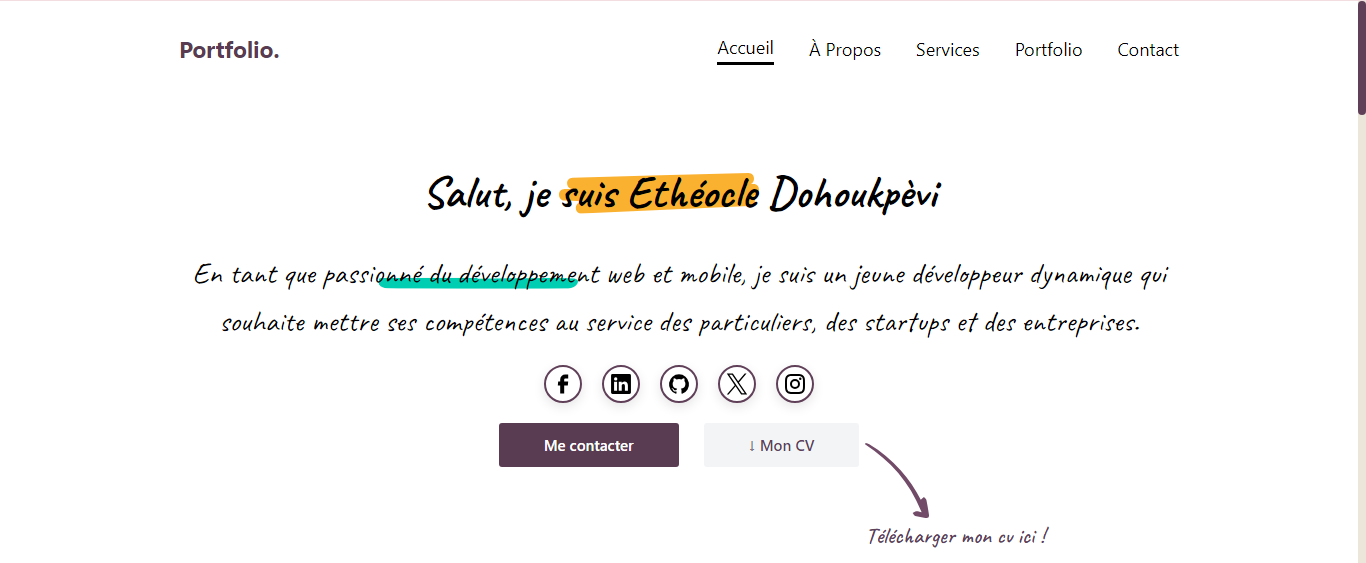 Portfolio.
Accueil À Propos Services Portfolio Contact
Salut, je suis Ethéocle Dohoukpèvi
En tant que passionné du développement web et mobile, je suis un jeune développeur dynamique qui
souhaite mettre ses compétences au service des particuliers, des startups et des entreprises.
Me contacter
↓ Mon CV
Télécharger mon cv ici !